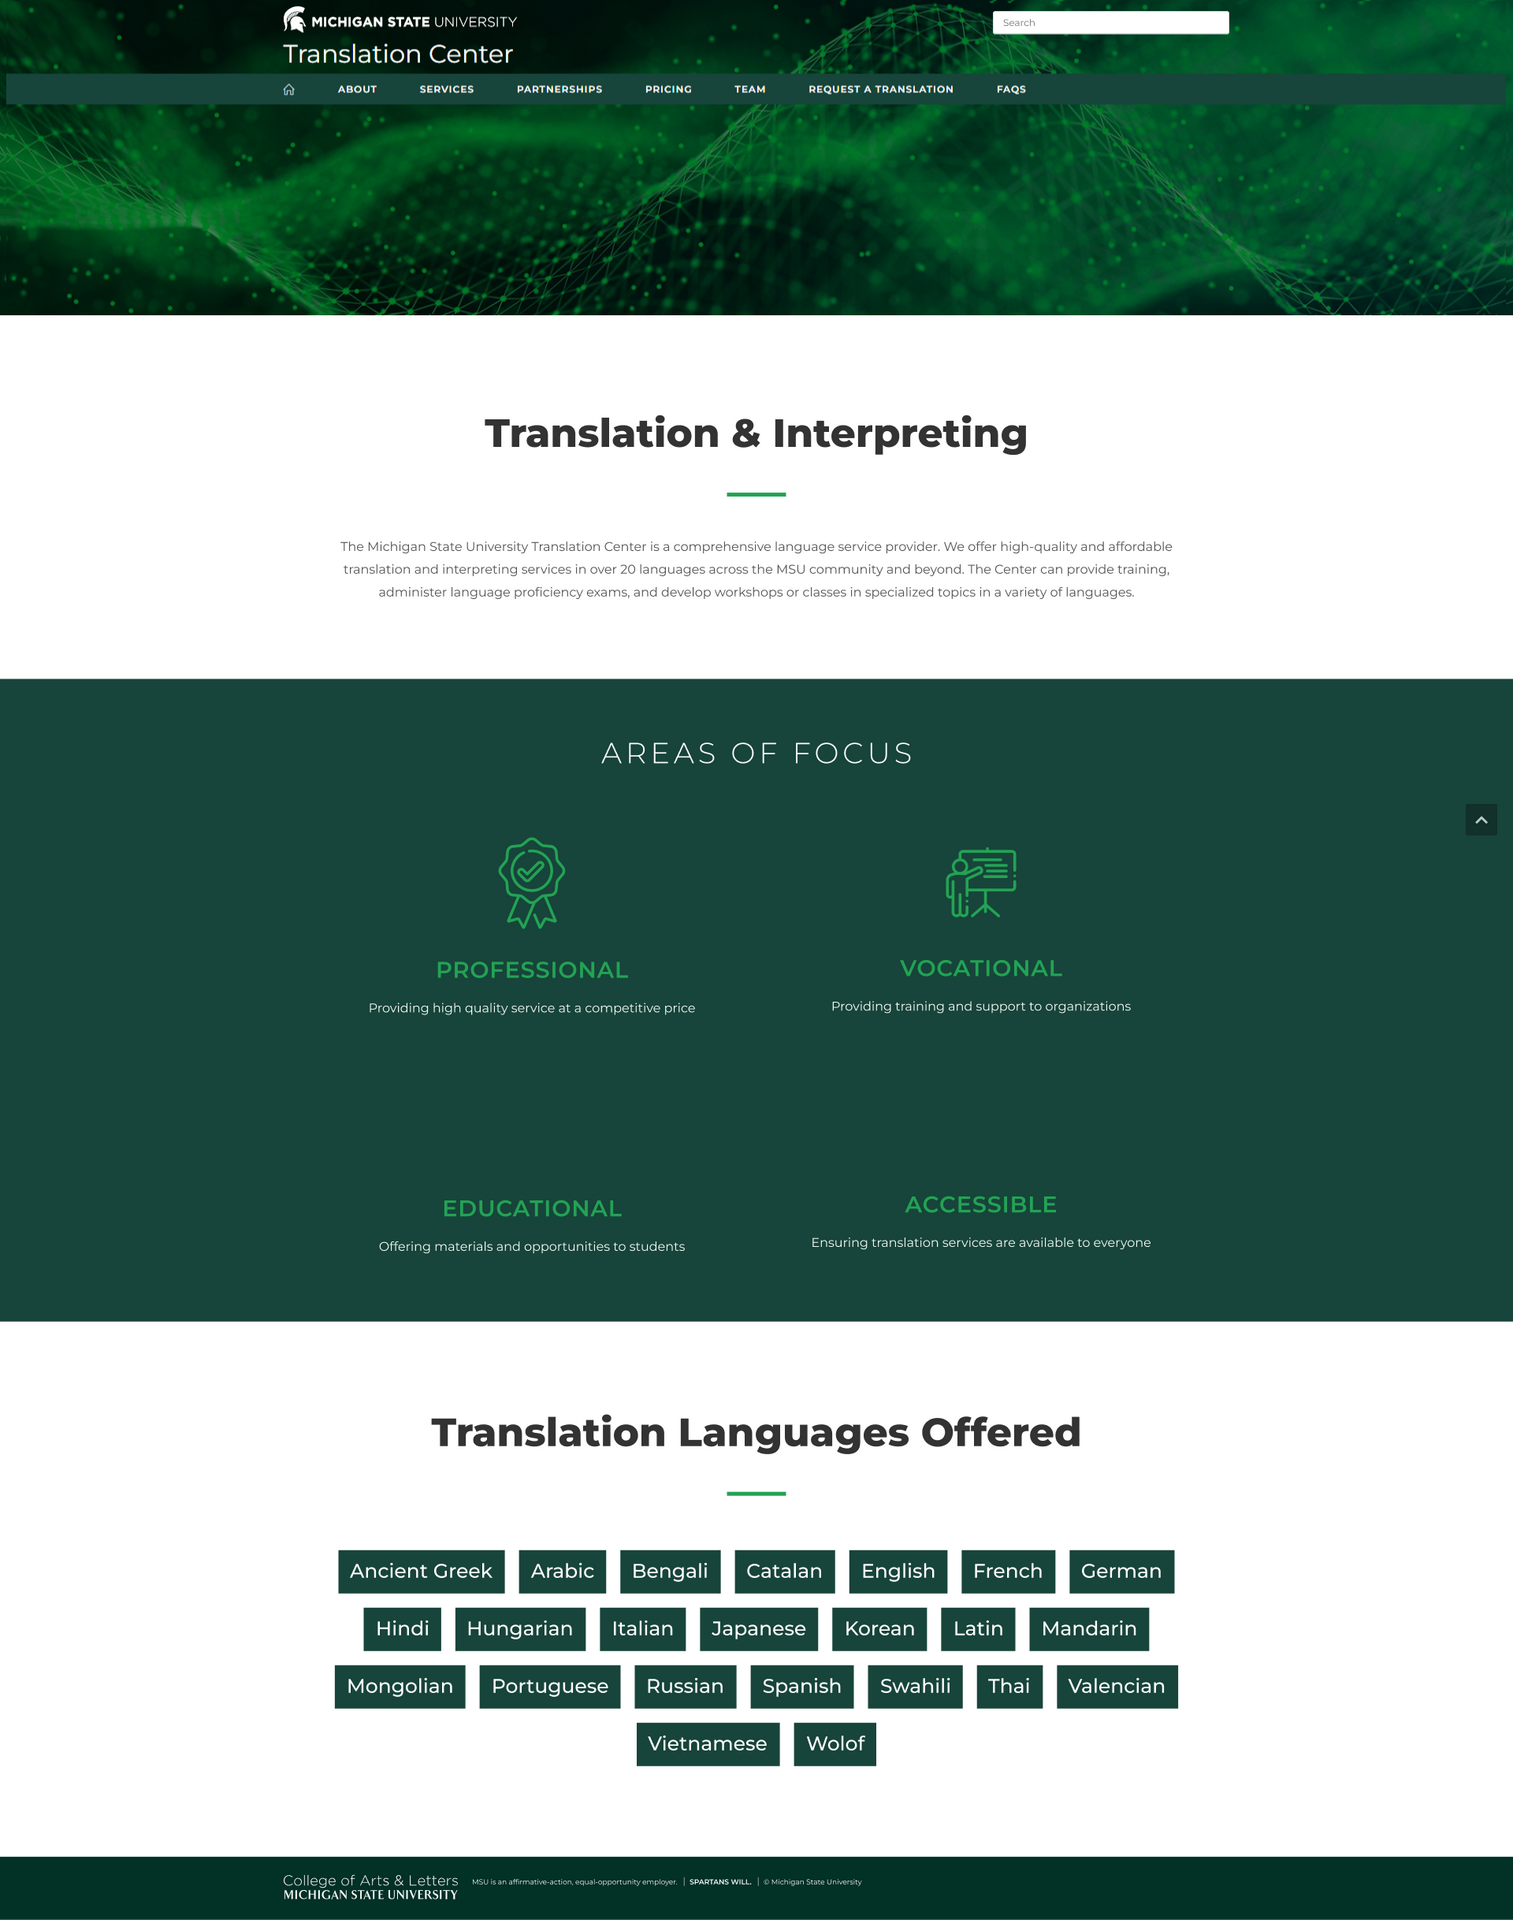 MICHIGAN STATE UNIVERSITY
Search
Translation Center
ABOUT SERVICES PARTNERSHIPS PRICING TEAM REQUEST A TRANSLATION FAQS
Translation & Interpreting
The Michigan State University Translation Center is a comprehensive language service provider. We offer high-quality and affordable
translation and interpreting services in over 20 languages across the MSU community and beyond. The Center can provide training,
administer language proficiency exams, and develop workshops or classes in specialized topics in a variety of languages.
AREAS OF FOCUS
PROFESSIONAL
Providing high quality service at a competitive price
VOCATIONAL
Providing training and support to organizations
EDUCATIONAL
Offering materials and opportunities to students
ACCESSIBLE
Ensuring translation services are available to everyone
Translation Languages Offered
Ancient Greek Arabic Bengali Catalan English French German
Hindi Hungarian Italian Japanese Korean Latin Mandarin
Mongolian Portuguese Russian Spanish Swahili Thai Valencian
Vietnamese Wolof
College of Arts & Letters
MICHIGAN STATE UNIVERSITY
MSU is an affirmative-action, equal-opportunity employer. | SPARTANS WILL. | © Michigan State University